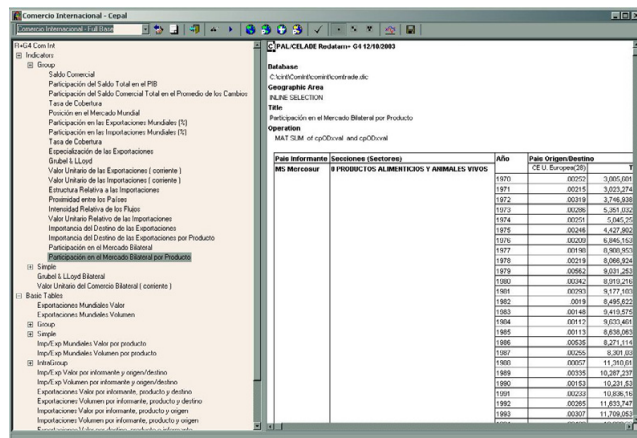 Comercio Internacional - Cepal
Comercio Internacional - Full Base
R+G4 Com Int
Indicators
Group
Saldo Comercial
Participación del Saldo Total en el PIB
Participación del Saldo Comercial Total en el Promedio de los Cambios
Tasa de Cobertura
Posición en el Mercado Mundial
Participación en las Exportaciones Mundiales (%)
Participación en las Importaciones Mundiales (%)
Tasa de Cobertura
Especialización de las Exportaciones
Grubel & LLoyd
Valor Unitario de las Exportaciones ( corriente )
Valor Unitario de las Importaciones ( corriente )
Estructura Relativa a las Importaciones
Proximidad entre los Países
Intensidad Relativa de los Flujos
Valor Unitario Relativo de las Importaciones
Importancia del Destino de las Exportaciones
Importancia del Destino de las Exportaciones por Producto
Participación en el Mercado Bilateral
Participación en el Mercado Bilateral por Producto
Simple
Grubel & LLoyd Bilateral
Valor Unitario del Comercio Bilateral ( corriente )
Basic Tables
Exportaciones Mundiales Valor
Exportaciones Mundiales Volumen
Group
Simple
Imp/Exp Mundiales Valor por producto
Imp/Exp Mundiales Volumen por producto
IntraGroup
Imp/Exp Valor por informante y origen/destino
Imp/Exp Volumen por informante y origen/destino
Exportaciones Valor por informante, producto y destino
Exportaciones Volumen por informante, producto y destino
Importaciones Valor por informante, producto y origen
Importaciones Volumen por informante, producto y origen
CEPAL/CELADE Redatam+ G4 12/10/2003
Database
C:\cint\ComInt\comint\comtrade.dic
Geographic Area
INLINE SELECTION
Title
Participación en el Mercado Bilateral por Producto
Operation
MAT SUM of cpODxval and cpODxval
País Informante Secciones (Sectores) Año País Origen/Destino
CE U. Europea(28) T
MS Mercosur 0 PRODUCTOS ALIMENTICIOS Y ANIMALES VIVOS
1970 .00252 3,005,601
1971 .00215 3,023,274
1972 .00319 3,746,938
1973 .00286 5,351,032
1974 .00251 5,045,25
1975 .00246 4,427,902
1976 .00209 6,845,153
1977 .00198 8,908,953
1978 .00219 8,066,924
1979 .00562 9,031,253
1980 .00342 8,919,216
1981 .00293 9,177,103
1982 .0019 8,495,622
1983 .00148 9,419,575
1984 .00112 9,633,461
1985 .00113 8,638,063
1986 .00535 8,271,114
1987 .00255 8,301,03
1988 .00057 11,310,61
1989 .00335 10,287,237
1990 .00153 10,231,53
1991 .00233 10,836,16
1992 .00265 11,633,747
1993 .00307 11,709,053